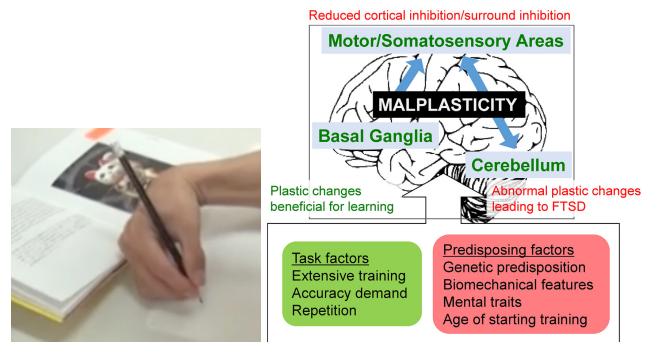 Reduced cortical inhibition/surround inhibition
Motor/Somatosensory Areas
MALPLASTICITY
Basal Ganglia
Cerebellum
Plastic changes
beneficial for learning
Abnormal plastic changes
leading to FTSD
Task factors
Extensive training
Accuracy demand
Repetition
Predisposing factors
Genetic predisposition
Biomechanical features
Mental traits
Age of starting training